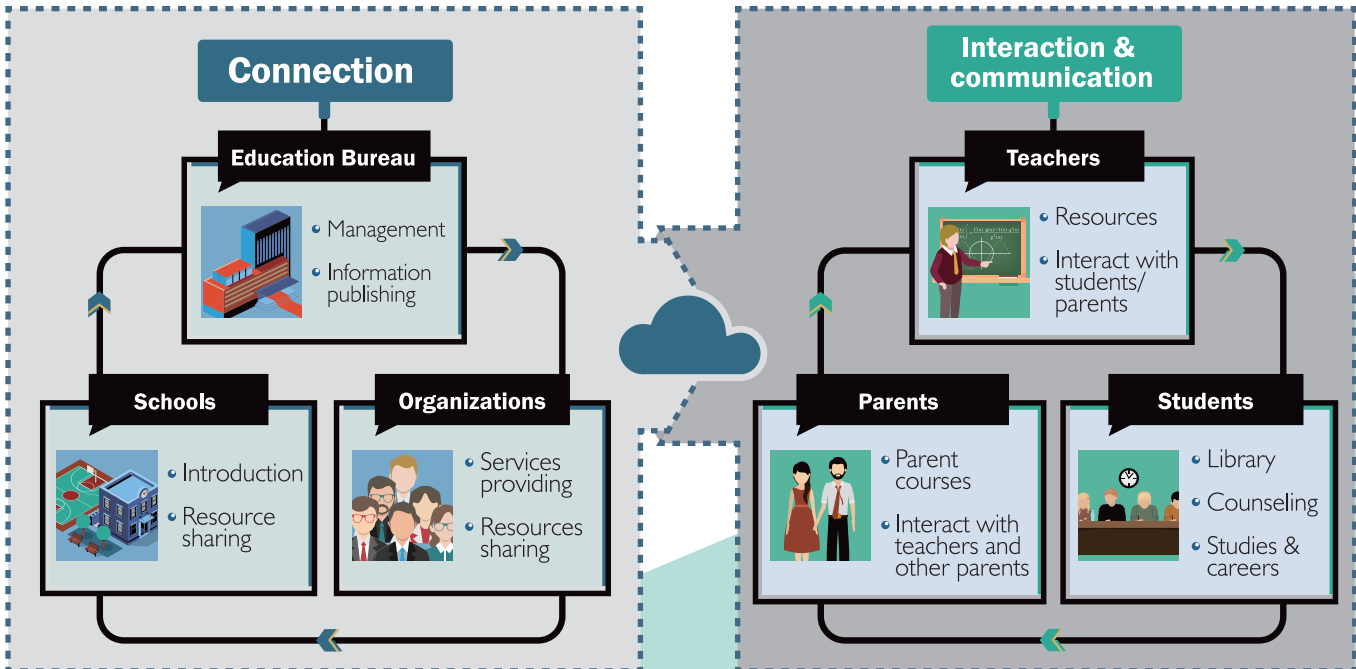 Connection
Education Bureau
Management
Information
publishing
Schools
Introduction
Resource
sharing
Organizations
Services
providing
Resources
sharing
Interaction &
communication
Teachers
Resources
Interact with
students/
parents
Parents
Parent
courses
Interact with
teachers and
other parents
Students
Library
Counseling
Studies &
careers